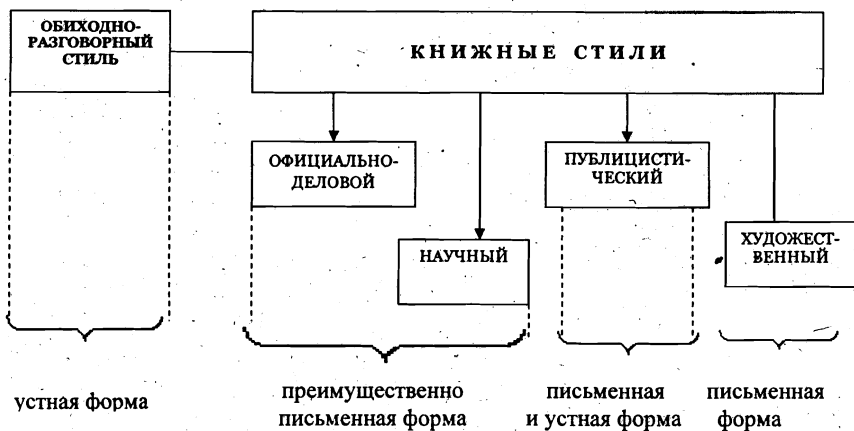 ОБИХОДНО-
РАЗГОВОРНЫЙ
СТИЛЬ
КНИЖНЫЕ СТИЛИ
ОФИЦИАЛЬНО-
ДЕЛОВОЙ
ПУБЛИЦИСТИ-
ЧЕСКИЙ
НАУЧНЫЙ
ХУДОЖЕСТ-
ВЕННЫЙ
устная форма
преимущественно
письменная форма
письменная
и устная форма
письменная
форма